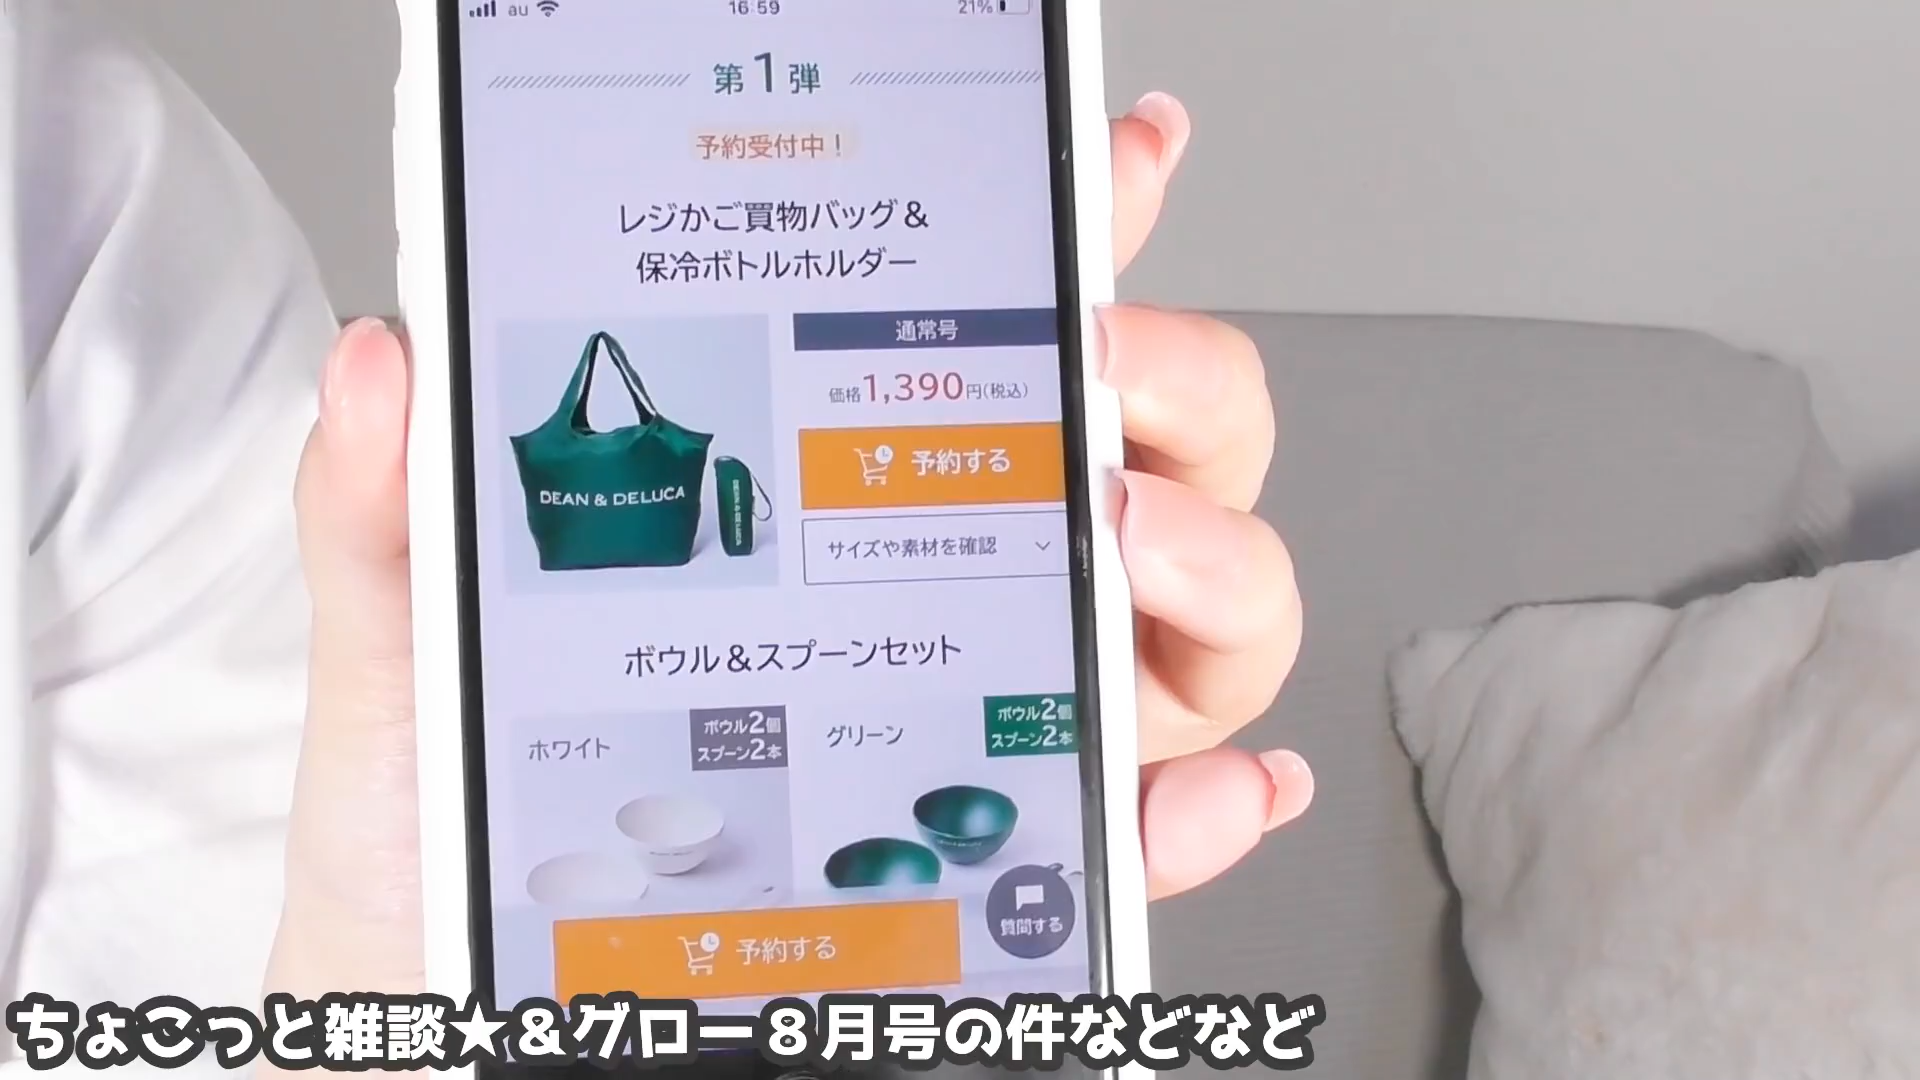 au 16:59 21%
第1弾
予約受付中！
レジかご買物バッグ&
保冷ボトルホルダー
通常号
価格1,390円(税込)
予約する
サイズや素材を確認
DEAN & DELUCA
DEAN & DELUCA
ボウル&スプーンセット
ホワイト
ボウル2個
スプーン2本
グリーン
ボウル2個
スプーン2本
質問する
予約する
ちょこっと雑談★&グロー８月号の件などなど